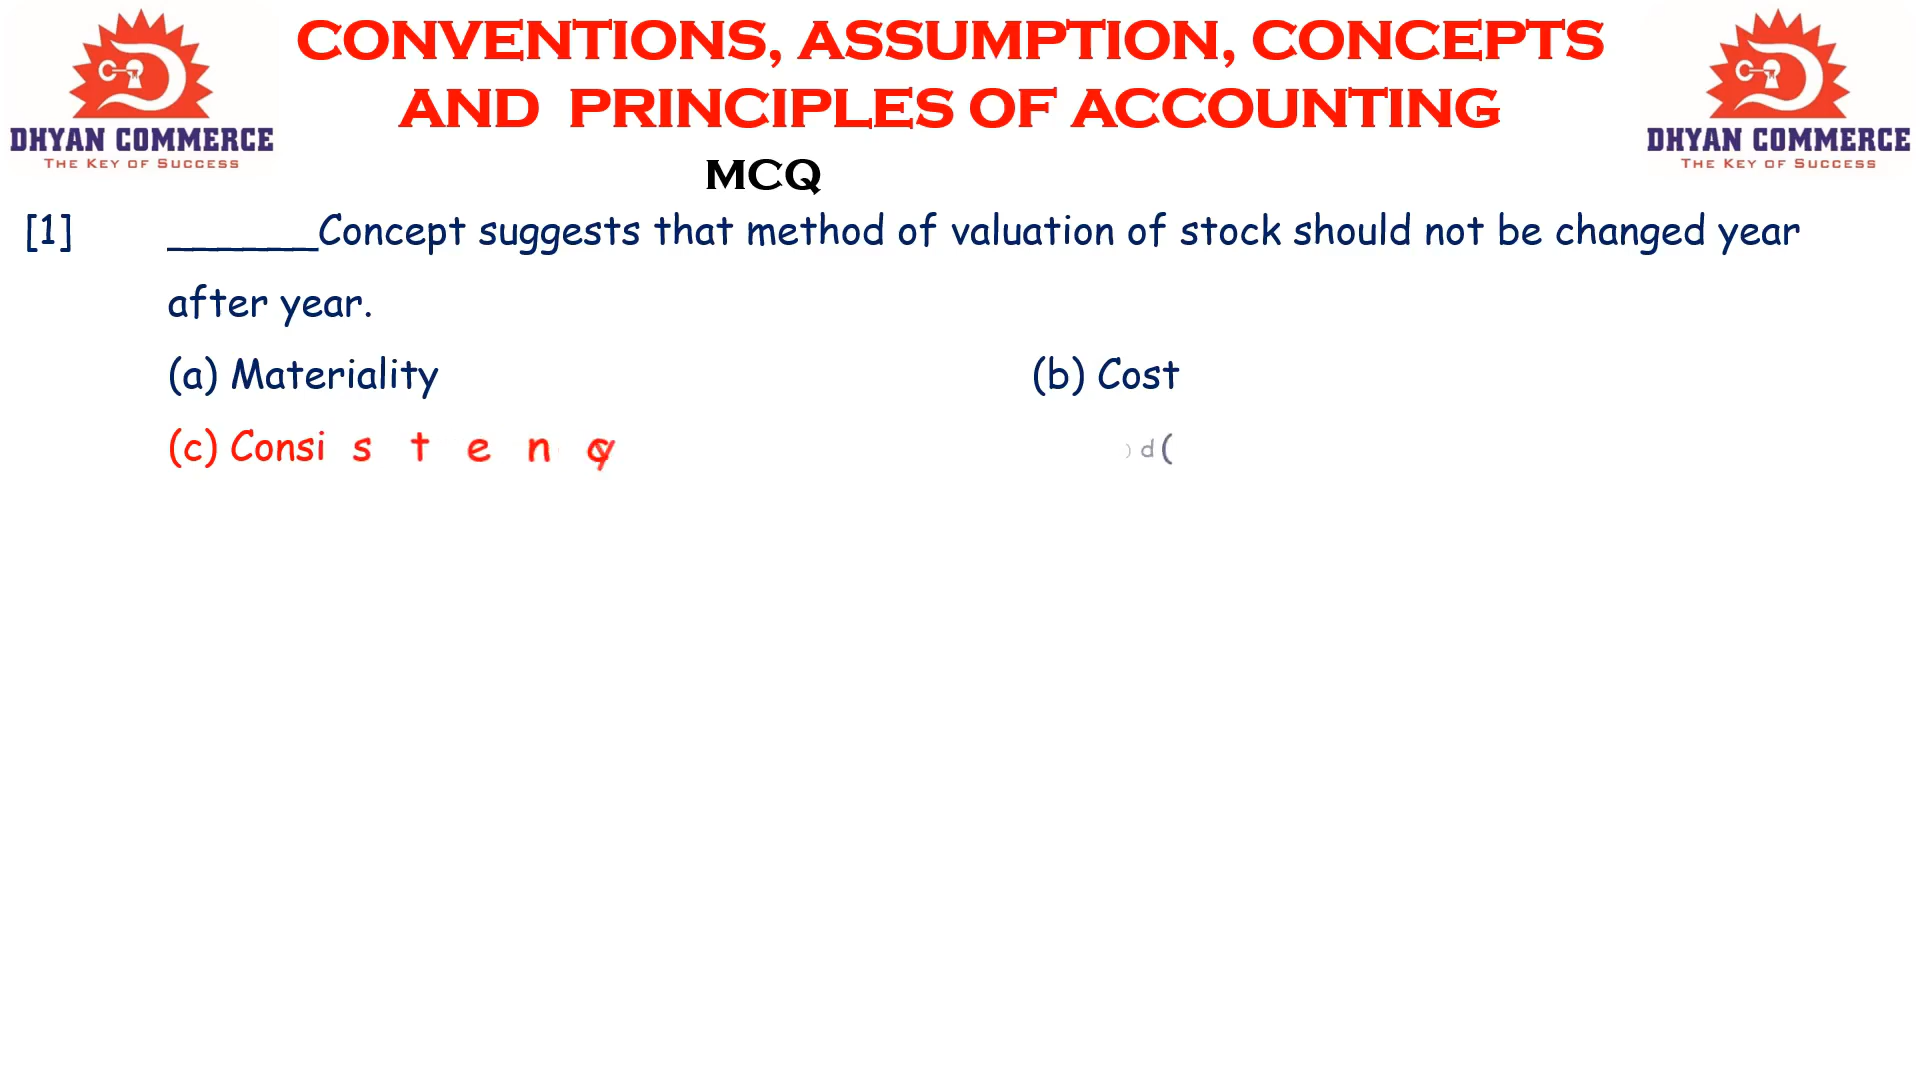 CONVENTIONS, ASSUMPTION, CONCEPTS
AND PRINCIPLES OF ACCOUNTING
DHYAN COMMERCE
THE KEY OF SUCCESS
DHYAN COMMERCE
THE KEY OF SUCCESS
MCQ
[1] ______Concept suggests that method of valuation of stock should not be changed year
after year.
(a) Materiality (b) Cost
(c) Consistency